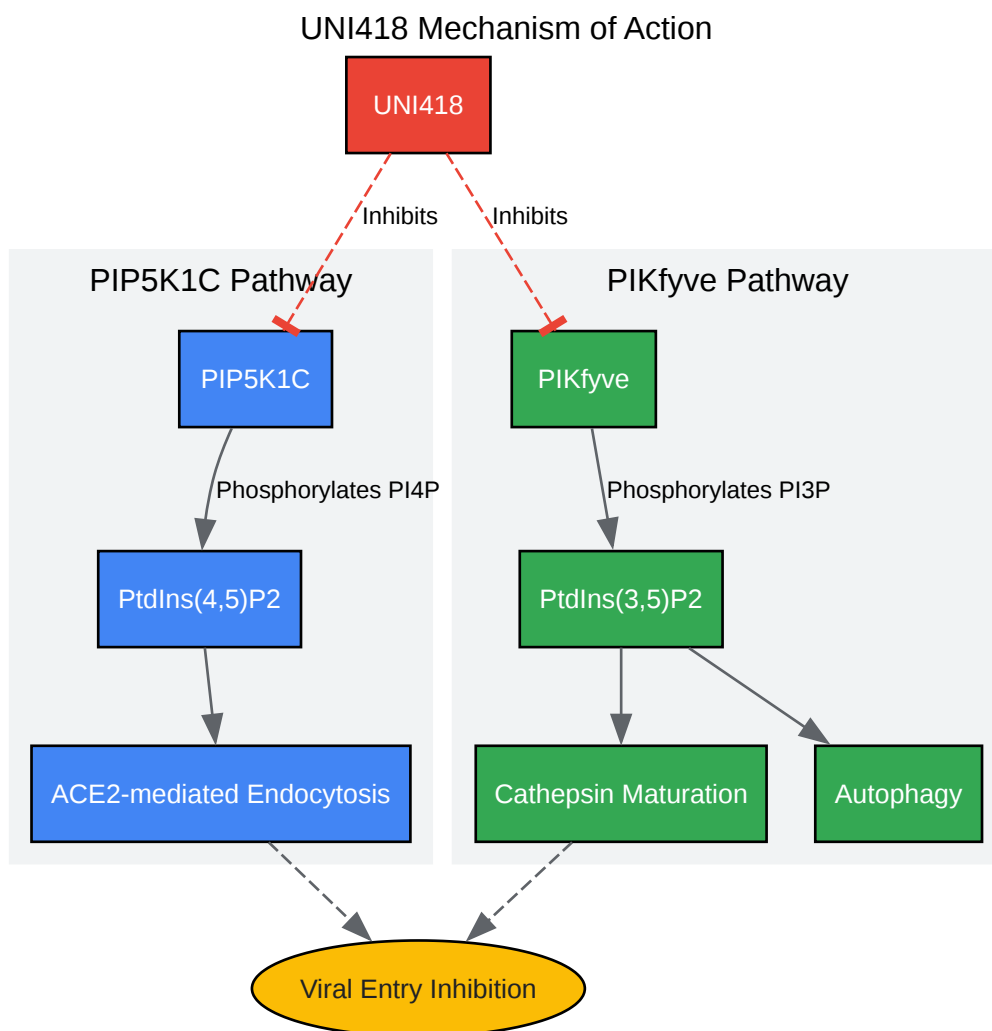 UNI418 Mechanism of Action
UNI418
Inhibits
Inhibits
PIP5K1C Pathway
PIKfyve Pathway
PIP5K1C
PIKfyve
Phosphorylates PI4P
Phosphorylates PI3P
PtdIns(4,5)P2
PtdIns(3,5)P2
ACE2-mediated Endocytosis
Cathepsin Maturation
Autophagy
Viral Entry Inhibition